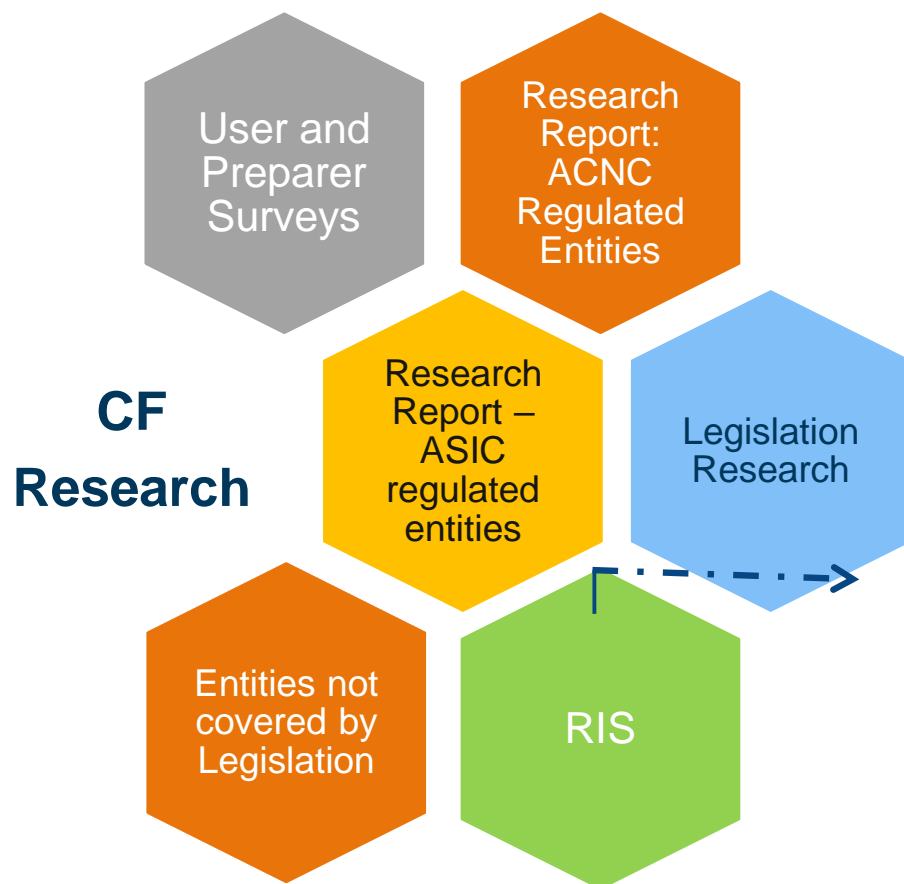 User and
Preparer
Surveys
Research
Report:
ACNC
Regulated
Entities
CF
Research
Research
Report –
ASIC
regulated
entities
Legislation
Research
Entities not
covered by
Legislation
RIS